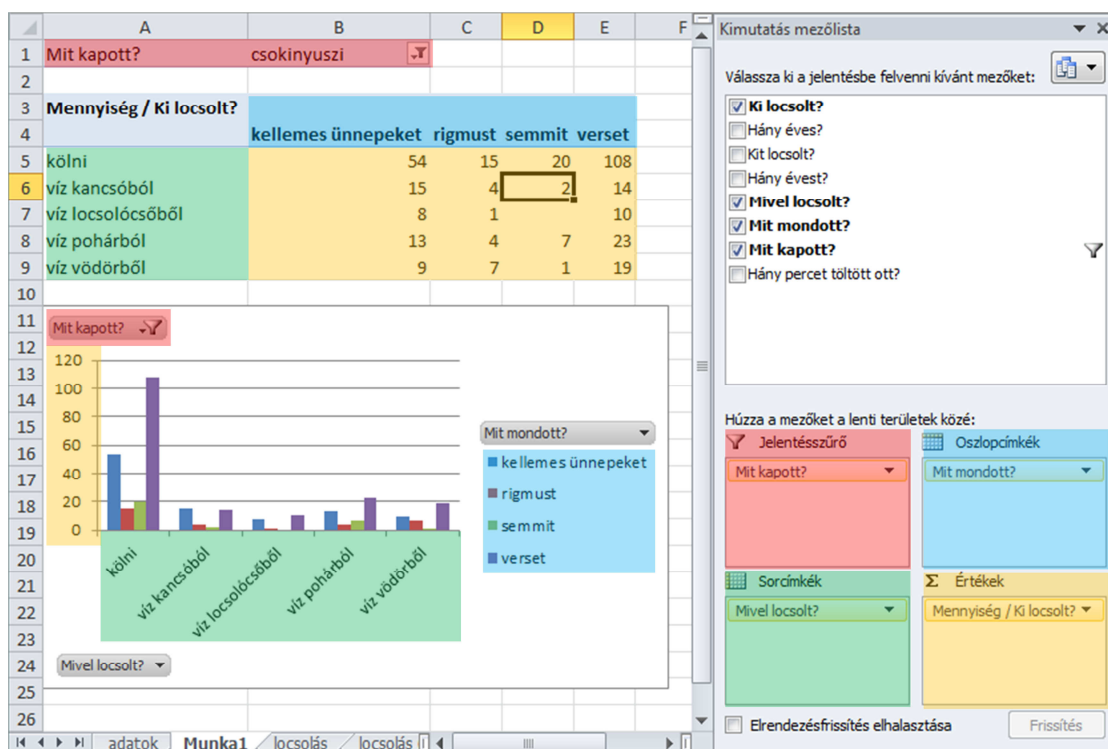 A B C D E F
1 Mit kapott? csokinyuszi
2
3 Mennyiség / Ki locsolt?
4 kellemes ünnepeket rigmust semmit verset
5 kölni 54 15 20 108
6 víz kancsóból 15 4 2 14
7 víz locsolócsőből 8 1 10
8 víz pohárból 13 4 7 23
9 víz vödörből 9 7 1 19
10
11
12
13
14
15
16
17
18
19
20
21
22
23
24
25
26
Mit kapott?
120
100
80
60
40
20
0
kölni
víz kancsóból
víz locsolócsőből
víz pohárból
víz vödörből
Mit mondott?
kellemes ünnepeket
rigmust
semmit
verset
Mivel locsolt?
adatok Munka1 locsolás locsolás
Kimutatás mezőlista
Válassza ki a jelentésbe felvenni kívánt mezőket:
Ki locsolt?
Hány éves?
Kit locsolt?
Hány évest?
Mivel locsolt?
Mit mondott?
Mit kapott?
Hány percet töltött ott?
Húzza a mezőket a lenti területek közé:
Jelentésszűrő
Mit kapott?
Oszlopcímkék
Mit mondott?
Sorcímkék
Mivel locsolt?
Σ Értékek
Mennyiség / Ki locsolt?
Elrendezésfrissítés elhalasztása
Frissítés